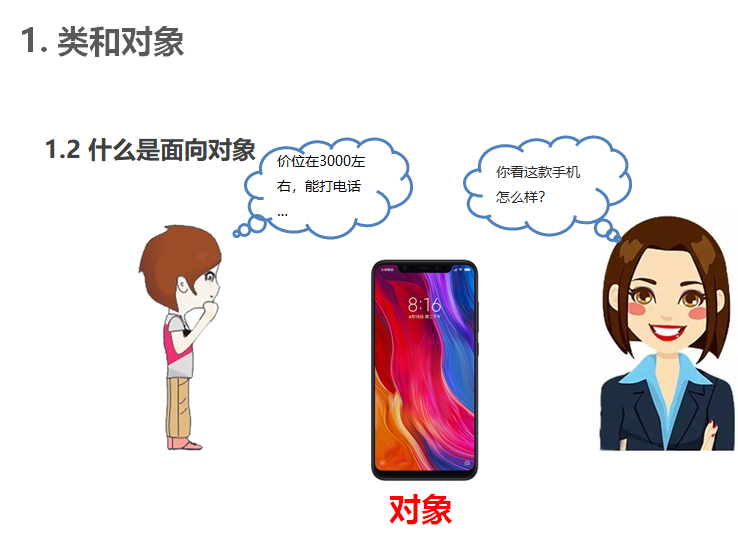 1. 类和对象
1.2 什么是面向对象
价位在3000左
右，能打电话
...
你看这款手机
怎么样？
8:16
对象